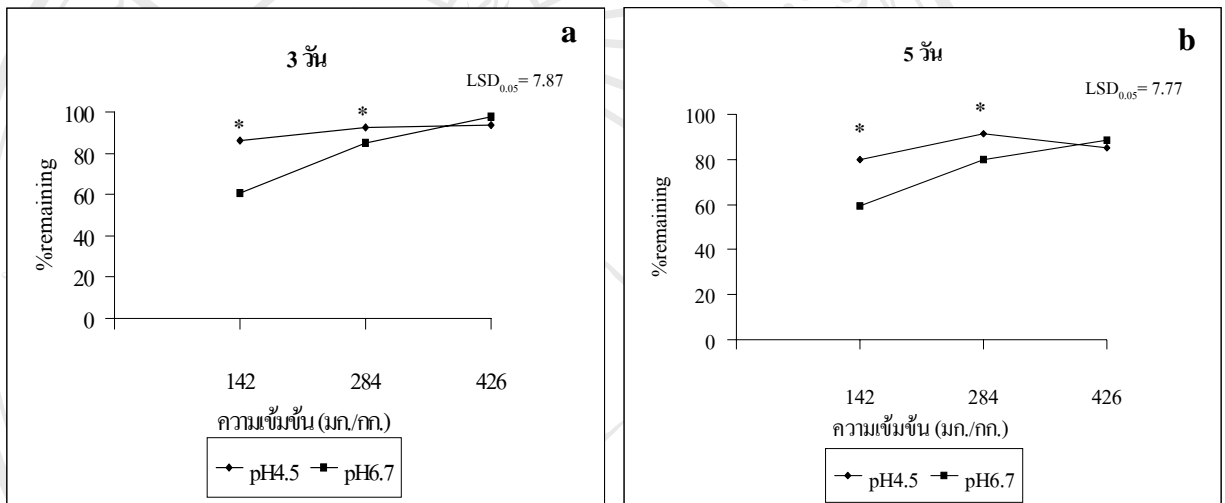 a
3 วัน
LSD0.05= 7.87
100
80
60
40
20
0
%remaining
*
*
142 284 426
ความเข้มข้น (มก./กก.)
pH4.5 pH6.7
b
5 วัน
LSD0.05= 7.77
100
80
60
40
20
0
%remaining
*
*
142 284 426
ความเข้มข้น (มก./กก.)
pH4.5 pH6.7